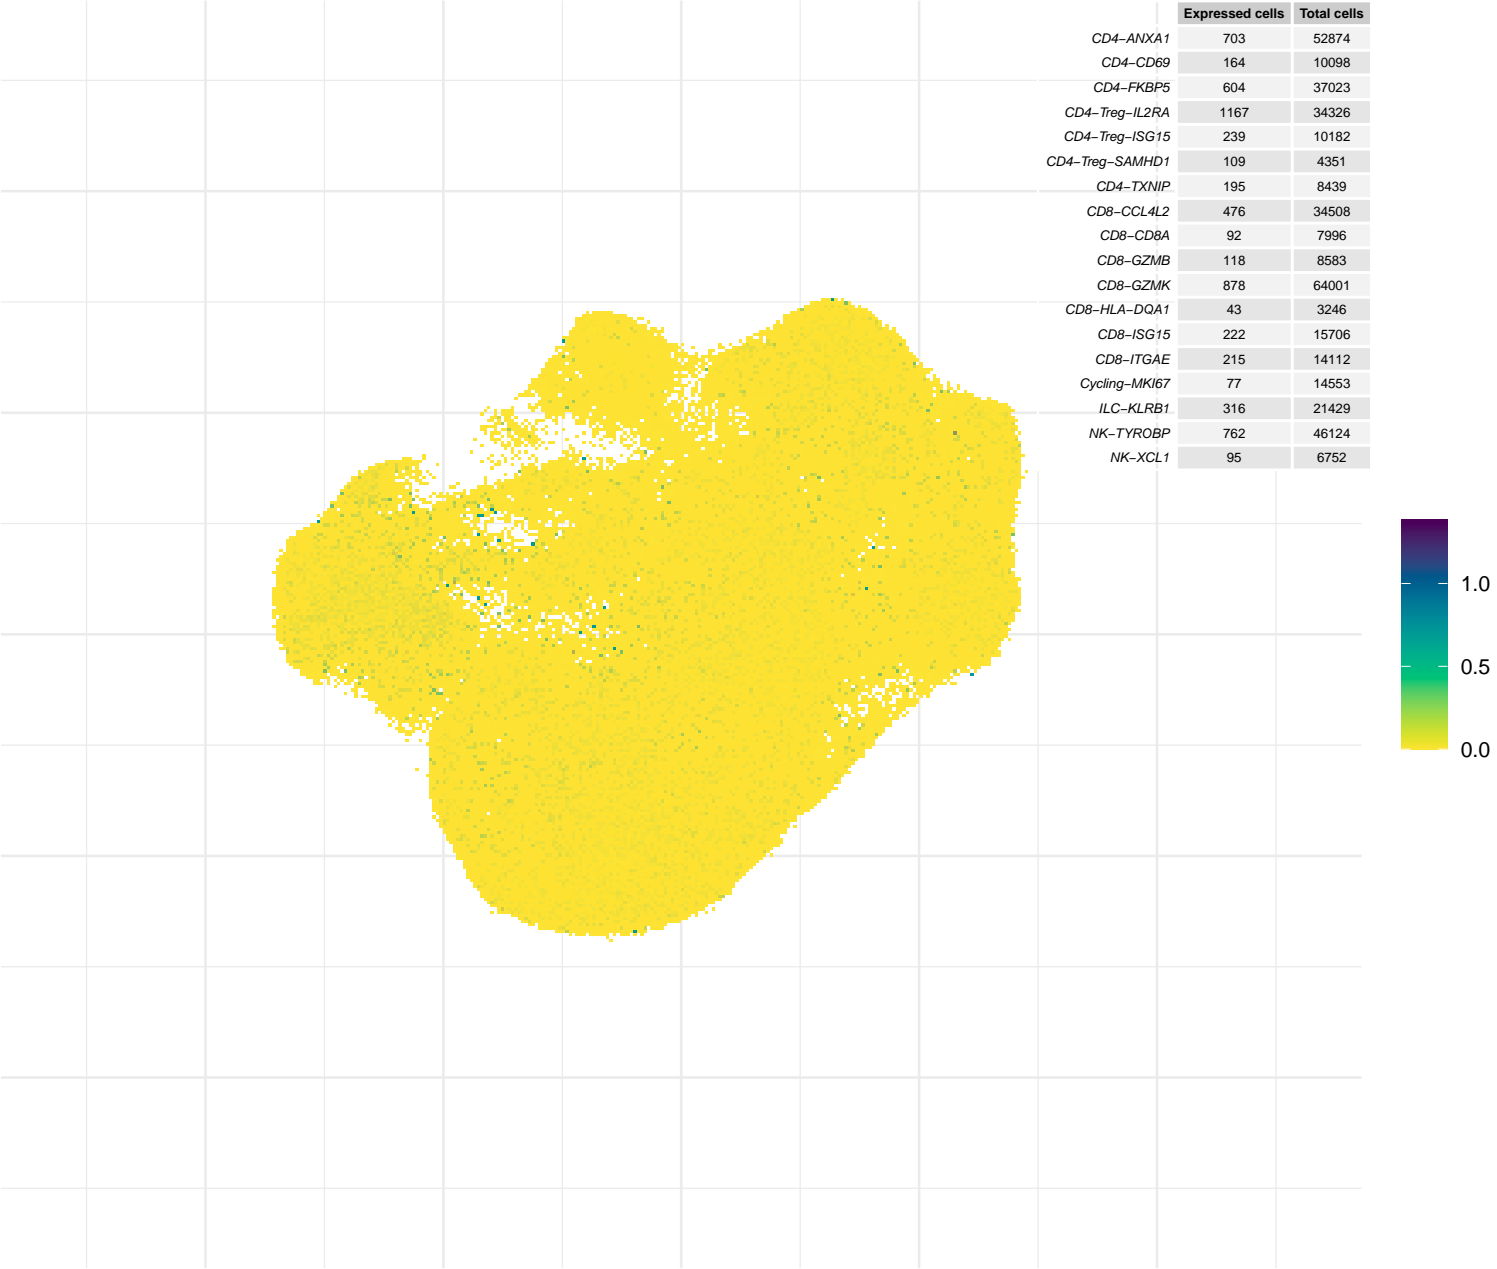 Expressed cells Total cells
CD4−ANXA1 703 52874
CD4−CD69 164 10098
CD4−FKBP5 604 37023
CD4−Treg−IL2RA 1167 34326
CD4−Treg−ISG15 239 10182
CD4−Treg−SAMHD1 109 4351
CD4−TXNIP 195 8439
CD8−CCL4L2 476 34508
CD8−CD8A 92 7996
CD8−GZMB 118 8583
CD8−GZMK 878 64001
CD8−HLA−DQA1 43 3246
CD8−ISG15 222 15706
CD8−ITGAE 215 14112
Cycling−MKI67 77 14553
ILC−KLRB1 316 21429
NK−TYROBP 762 46124
NK−XCL1 95 6752
1.0
0.5
0.0